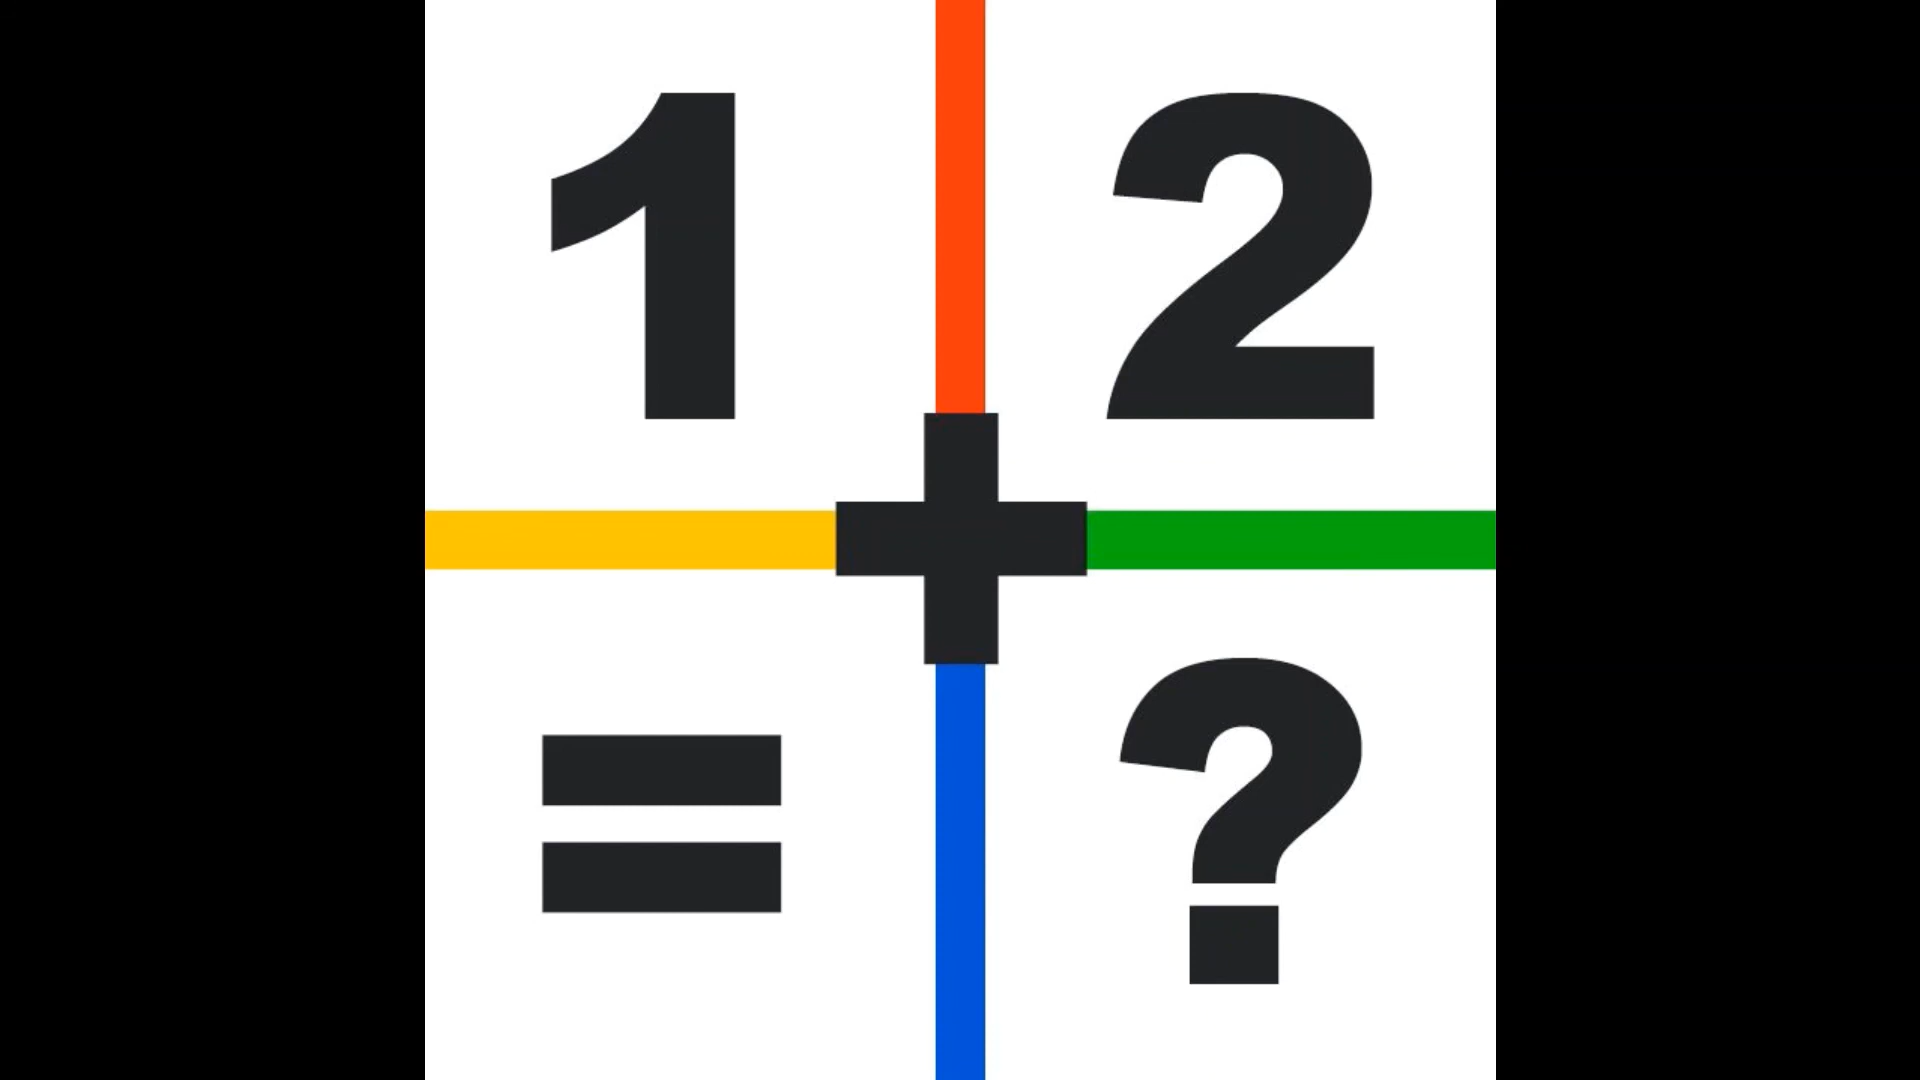 1 2
+
= ?